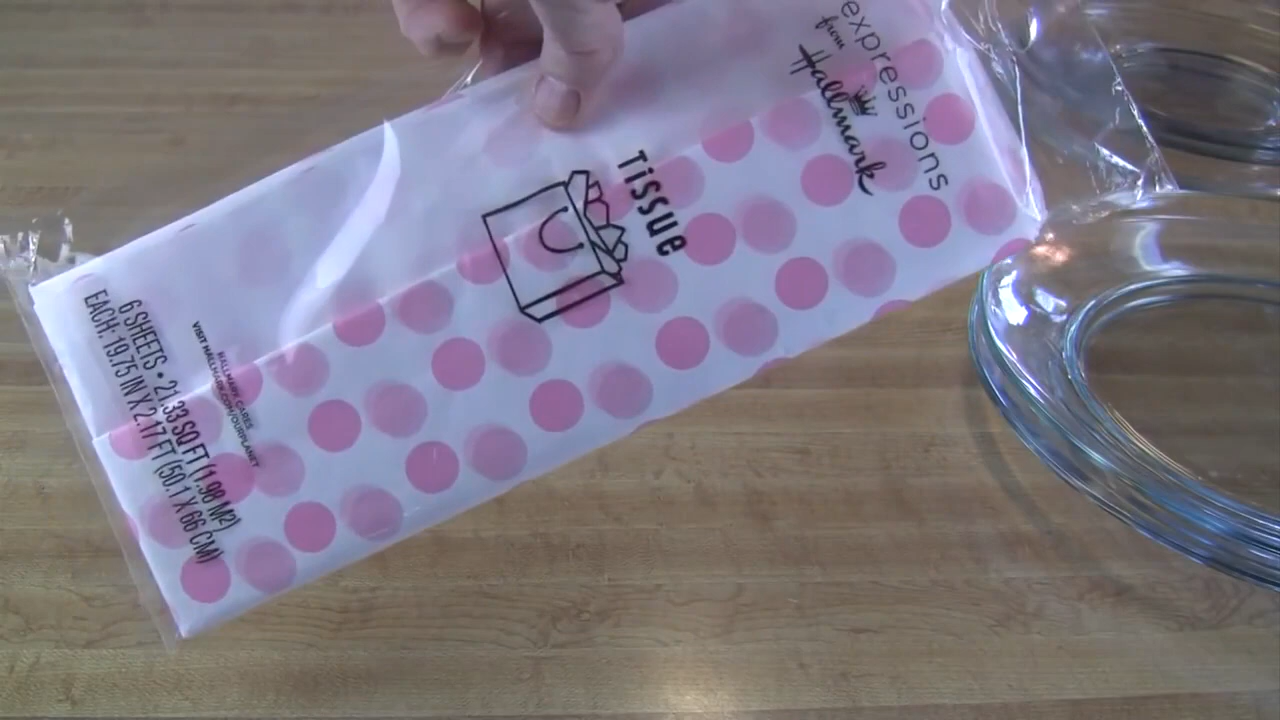 expressions
from
Hallmark
Tissue
HALLMARK CARES
VISIT HALLMARK.COM/OURPLANET
6 SHEETS • 21.33 SQ FT (1.98 M²)
EACH: 19.75 IN X 2.17 FT (50.1 X 66 CM)